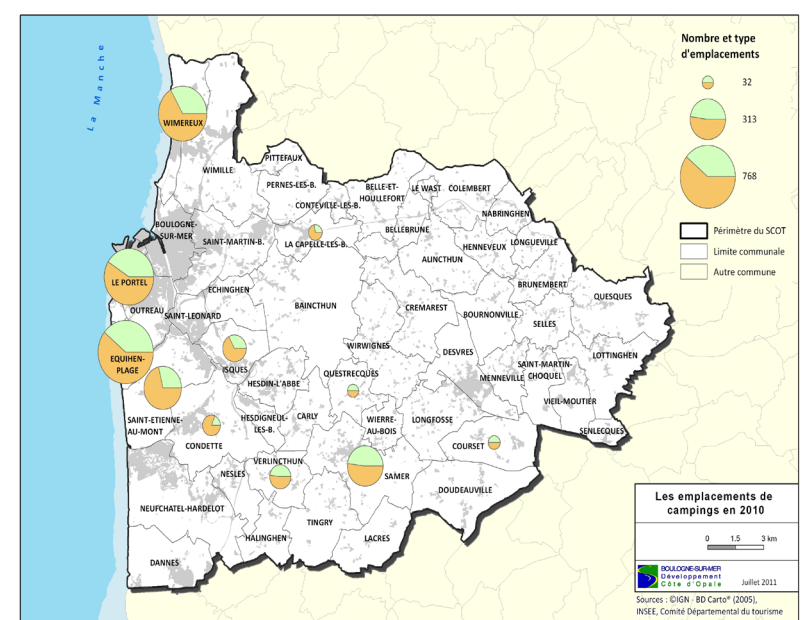 La Manche
Nombre et type
d'emplacements
32
313
768
Périmètre du SCOT
Limite communale
Autre commune
WIMEREUX
PITTEFAUX
WIMILLE
PERNES-LES-B.
BELLE-ET-
HOULLEFORT
LE WAST
COLEMBERT
CONTEVILLE-LES-B.
NABRINGHEN
BOULOGNE-
SUR-MER
SAINT-MARTIN-B.
LA CAPELLE-LES-B.
BELLEBRUNE
HENNEVEUX
LONGUEVILLE
ALINCTHUN
LE PORTEL
ECHINGHEN
BRUNEMBERT
QUESQUES
OUTREAU
SAINT-LEONARD
BAINCTHUN
CREMAREST
BOURNONVILLE
SELLES
WIRWIGNES
DESVRES
LOTTINGHEN
EQUIHEN-
PLAGE
ISQUES
QUESTRECQUES
SAINT-MARTIN-
CHOQUEL
MENNEVILLE
HESDIN-L'ABBE
VIEIL-MOUTIER
SAINT-ETIENNE-
AU-MONT
HESDIGNEUL-
LES-B.
CARLY
WIERRE-
AU-BOIS
LONGFOSSE
SENLECQUES
CONDETTE
COURSET
VERLINCTHUN
NESLES
SAMER
DOUDEAUVILLE
NEUFCHATEL-HARDELOT
TINGRY
HALINGHEN
LACRES
DANNES
Les emplacements de
campings en 2010
0 1.5 3 km
BOULOGNE-SUR-MER
Développement
Côte d'Opale
Juillet 2011
Sources : ©IGN - BD Carto® (2005),
INSEE, Comité Départemental du tourisme